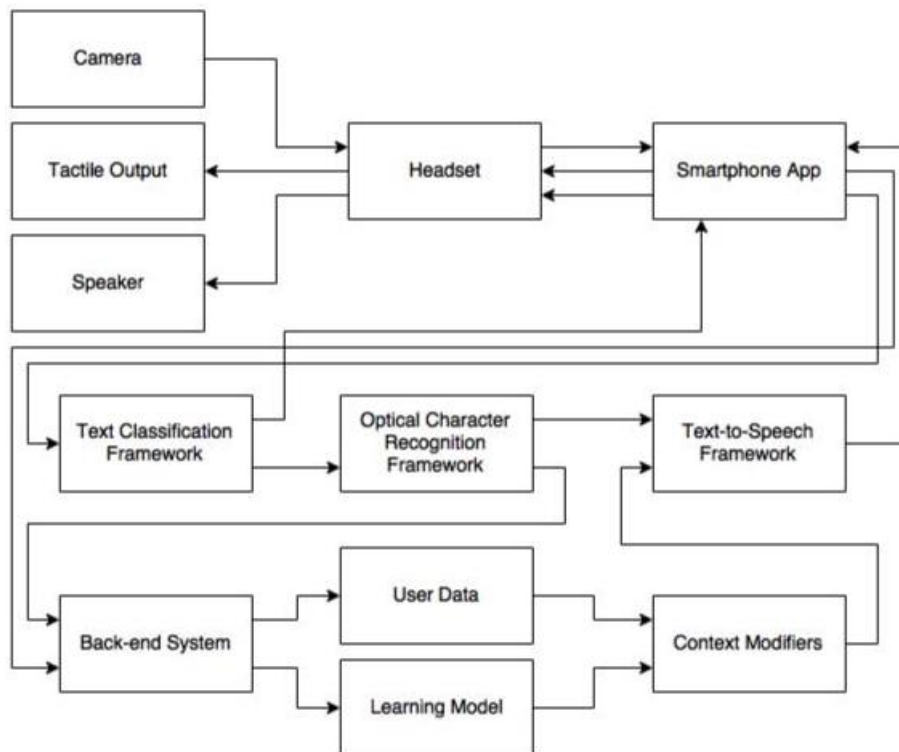 Camera
Tactile Output
Headset
Smartphone App
Speaker
Text Classification
Framework
Optical Character
Recognition
Framework
Text-to-Speech
Framework
User Data
Back-end System
Context Modifiers
Learning Model